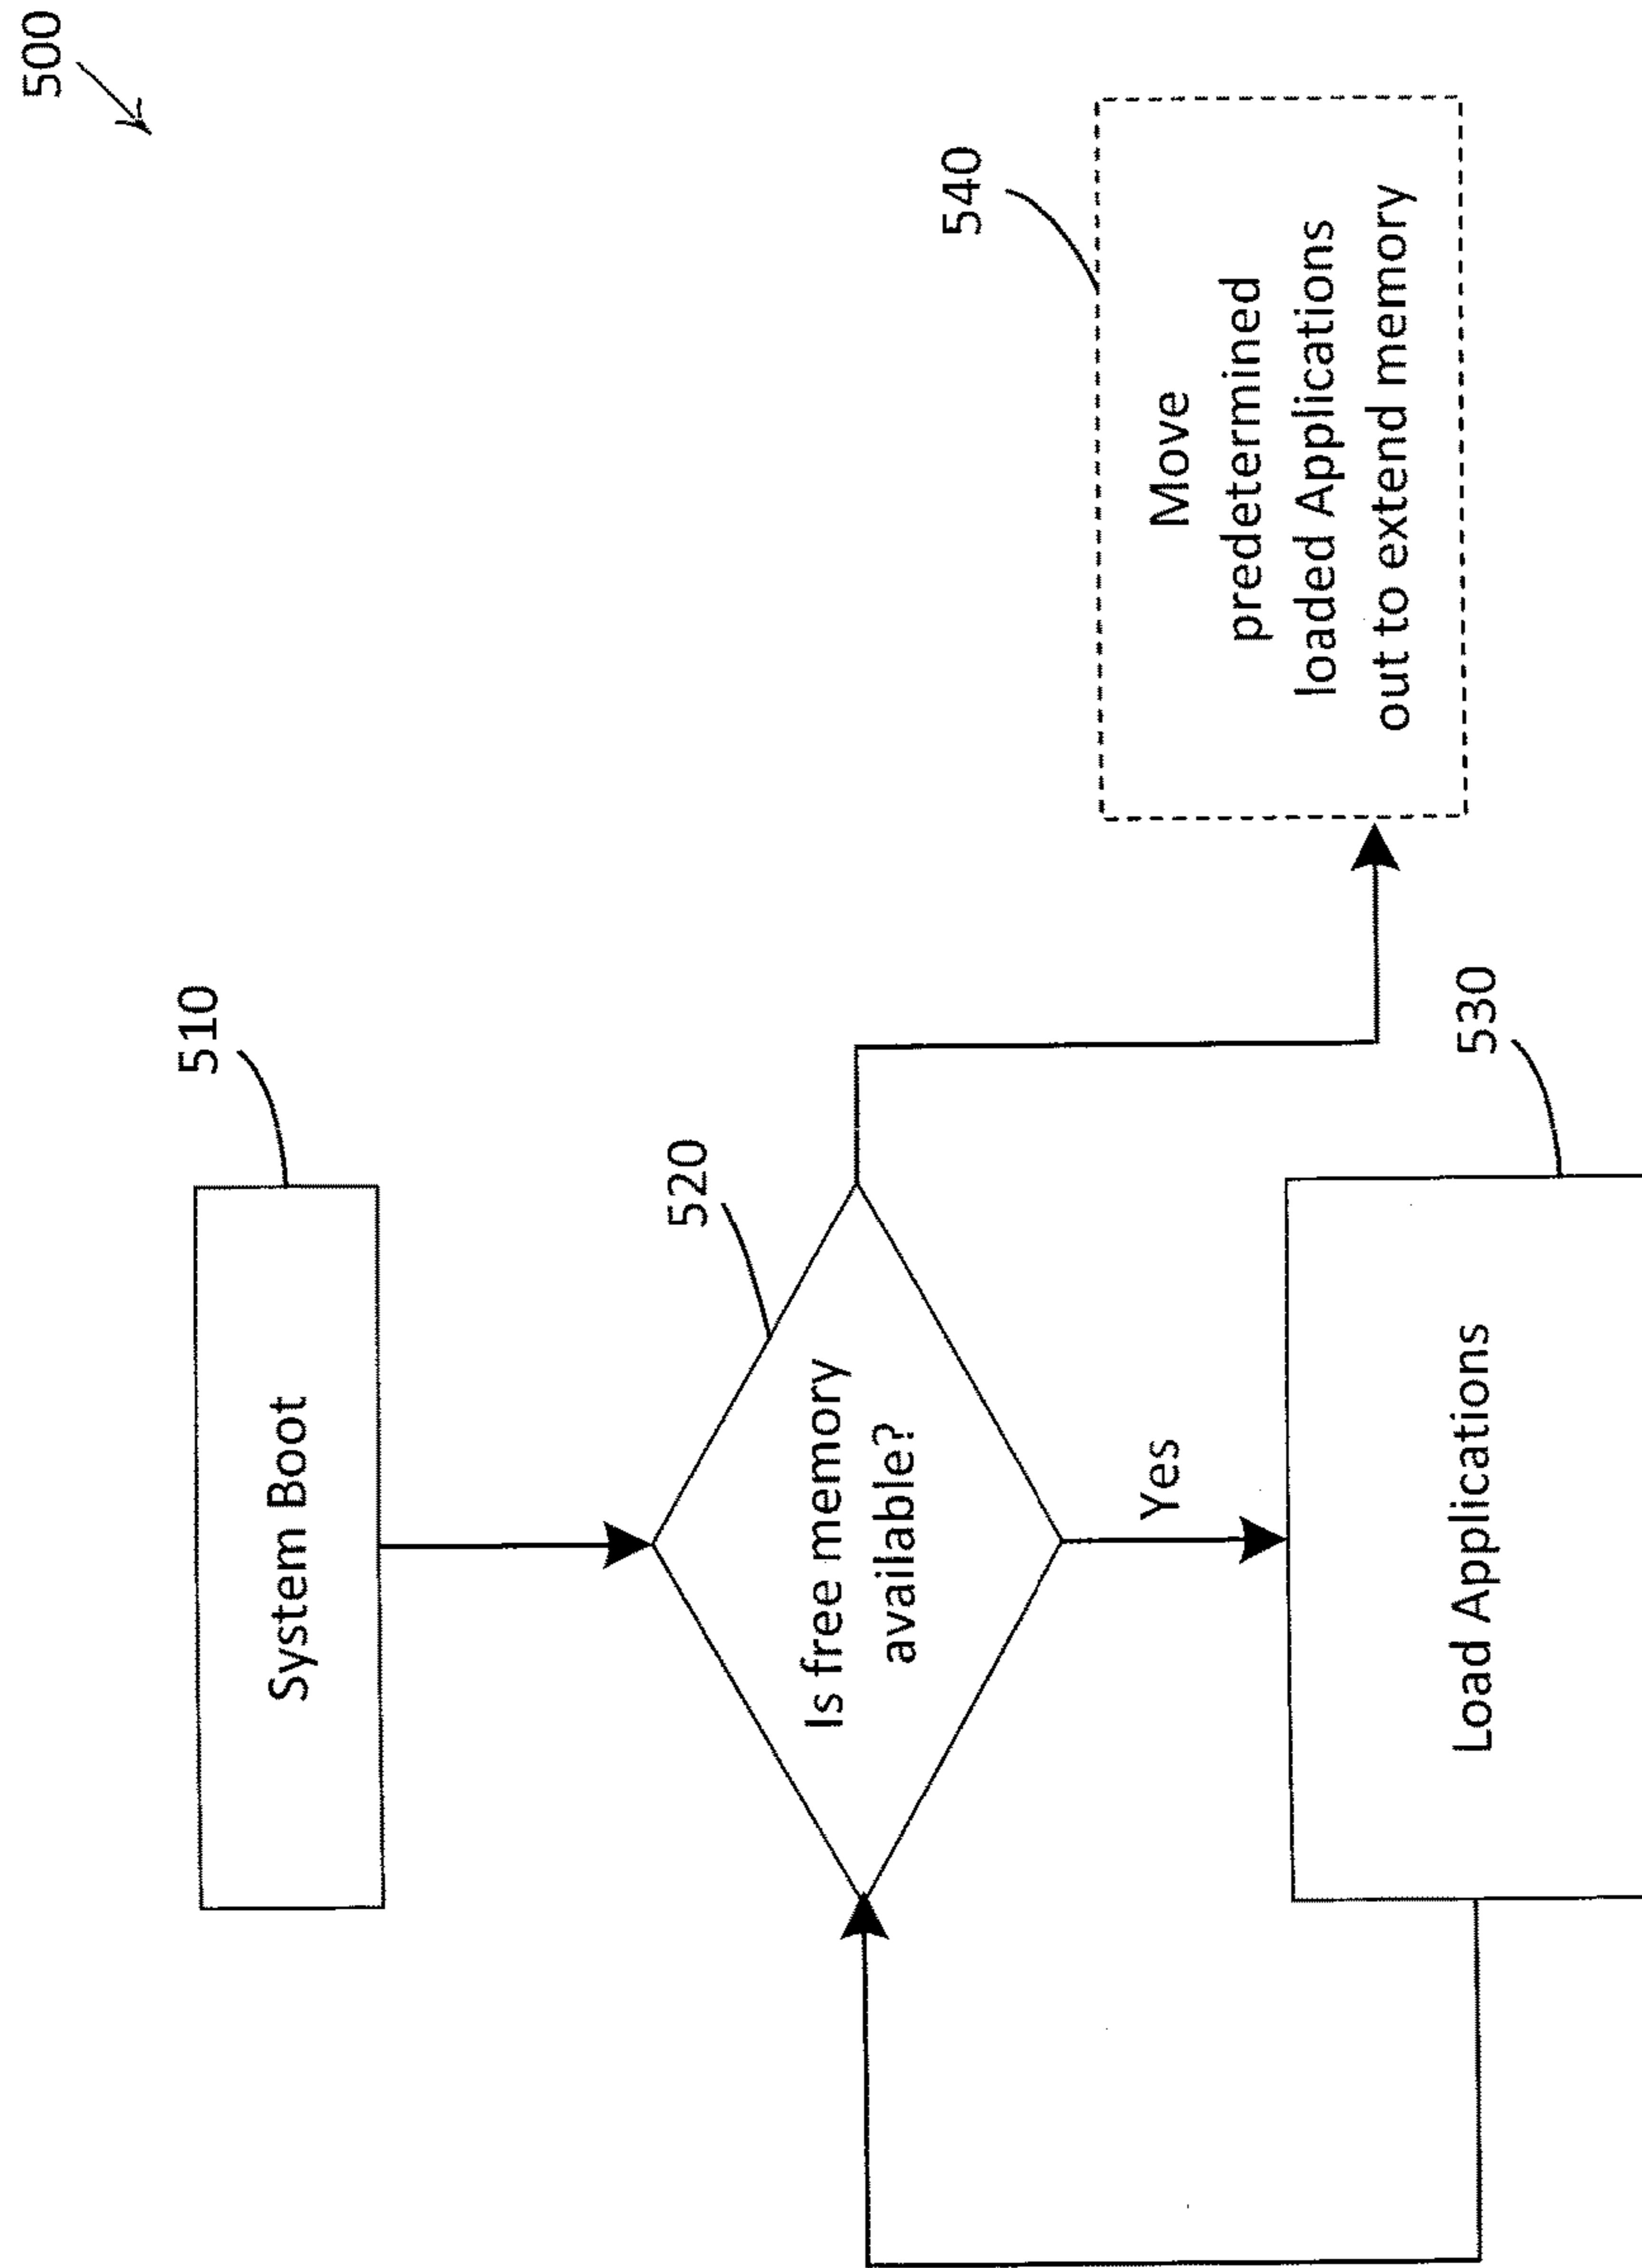 500
510
System Boot
520
Is free memory
available?
Yes
540
Move
predetermined
loaded Applications
out to extend memory
530
Load Applications